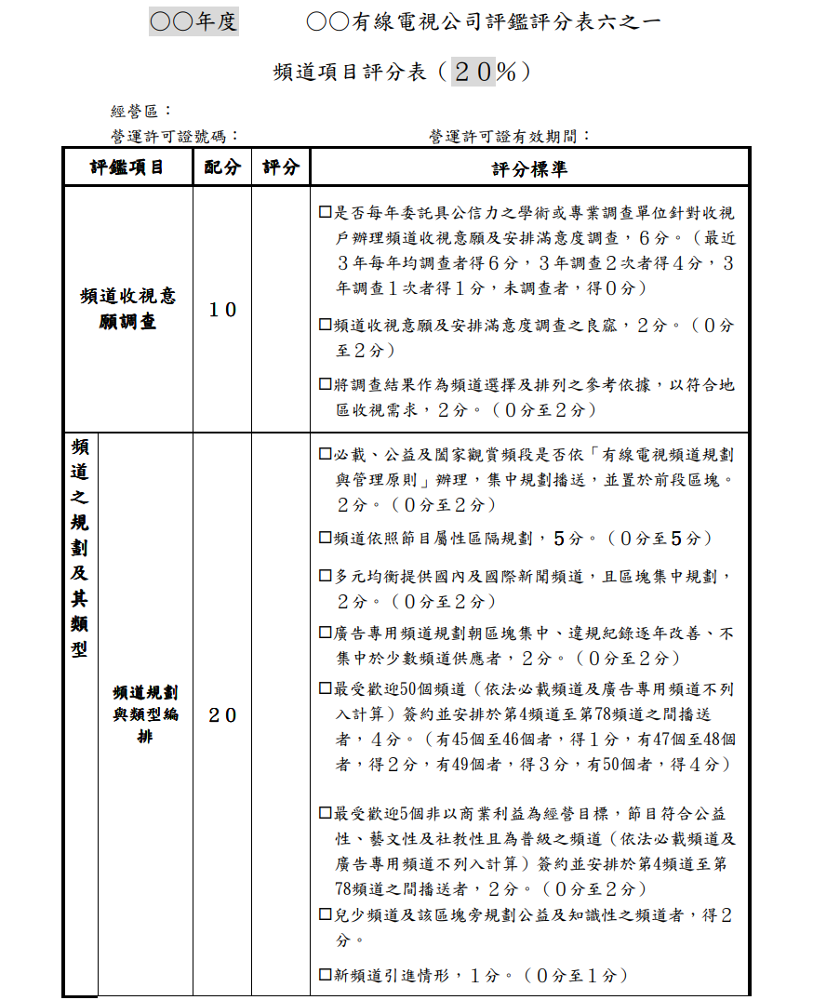 ○○年度　○○有線電視公司評鑑評分表六之一
頻道項目評分表（２０％）
經營區：
營運許可證號碼：　營運許可證有效期間：
評鑑項目　配分　評分　評分標準
頻道收視意
願調查
１０
□是否每年委託具公信力之學術或專業調查單位針對收視
戶辦理頻道收視意願及安排滿意度調查，６分。（最近
３年每年均調查者得６分，３年調查２次者得４分，３
年調查１次者得１分，未調查者，得０分）
□頻道收視意願及安排滿意度調查之良窳，２分。（０分
至２分）
□將調查結果作為頻道選擇及排列之參考依據，以符合地
區收視需求，２分。（０分至２分）
頻道之規劃及其類型
頻道規劃
與類型編
排
２０
□必載、公益及闔家觀賞頻段是否依「有線電視頻道規劃
與管理原則」辦理，集中規劃播送，並置於前段區塊。
２分。（０分至２分）
□頻道依照節目屬性區隔規劃，５分。（０分至５分）
□多元均衡提供國內及國際新聞頻道，且區塊集中規劃，
２分。（０分至２分）
□廣告專用頻道規劃朝區塊集中、違規紀錄逐年改善、不
集中於少數頻道供應者，２分。（０分至２分）
□最受歡迎50個頻道（依法必載頻道及廣告專用頻道不列
入計算）簽約並安排於第4頻道至第78頻道之間播送
者，４分。（有45個至46個者，得１分，有47個至48個
者，得２分，有49個者，得３分，有50個者，得４分）
□最受歡迎5個非以商業利益為經營目標，節目符合公益
性、藝文性及社教性且為普級之頻道（依法必載頻道及
廣告專用頻道不列入計算）簽約並安排於第4頻道至第
78頻道之間播送者，２分。（０分至２分）
□兒少頻道及該區塊旁規劃公益及知識性之頻道者，得２
分。
□新頻道引進情形，１分。（０分至１分）